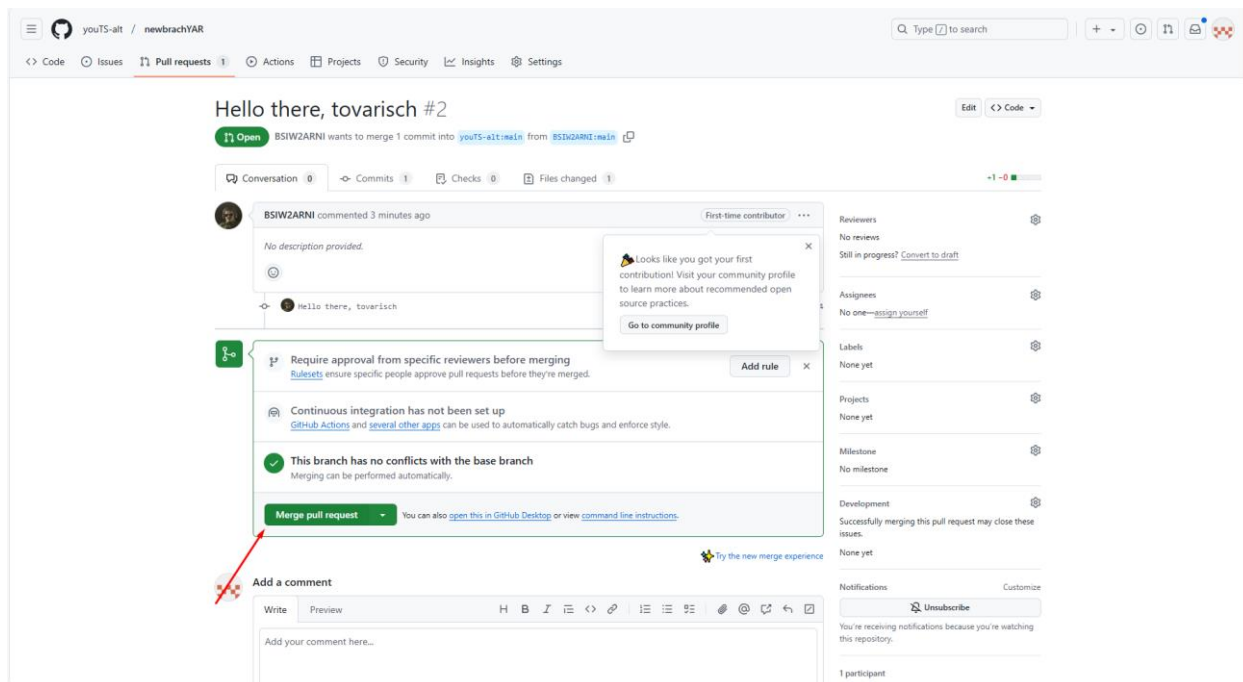 youTS-alt / newbrachYAR
Type / to search
Code Issues Pull requests 1 Actions Projects Security Insights Settings
Hello there, tovarisch #2
Edit <> Code
Open BSIW2ARNI wants to merge 1 commit into youTS-alt:main from BSIW2ARNI:main
Conversation 0 Commits 1 Checks 0 Files changed 1
+1 −0
BSIW2ARNI commented 3 minutes ago
First-time contributor
No description provided.
Looks like you got your first
contribution! Visit your community profile
to learn more about recommended open
source practices.
Go to community profile
Hello there, tovarisch
Require approval from specific reviewers before merging
Rulesets ensure specific people approve pull requests before they're merged.
Add rule
Continuous integration has not been set up
GitHub Actions and several other apps can be used to automatically catch bugs and enforce style.
This branch has no conflicts with the base branch
Merging can be performed automatically.
Merge pull request
You can also open this in GitHub Desktop or view command line instructions.
Try the new merge experience
Add a comment
Write Preview
H B I
Add your comment here...
Reviewers
No reviews
Still in progress? Convert to draft
Assignees
No one—assign yourself
Labels
None yet
Projects
None yet
Milestone
No milestone
Development
Successfully merging this pull request may close these
issues.
None yet
Notifications Customize
Unsubscribe
You're receiving notifications because you're watching
this repository.
1 participant